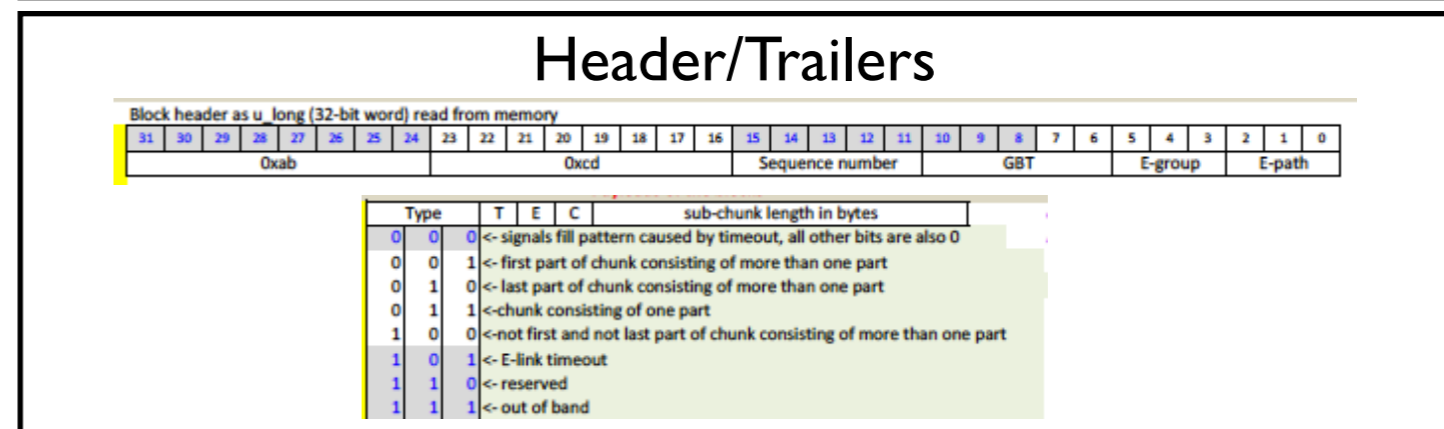 Header/Trailers
Block header as u_long (32-bit word) read from memory
31 30 29 28 27 26 25 24 23 22 21 20 19 18 17 16 15 14 13 12 11 10 9 8 7 6 5 4 3 2 1 0
0xab 0xcd Sequence number GBT E-group E-path
Type T E C sub-chunk length in bytes
0 0 0 <- signals fill pattern caused by timeout, all other bits are also 0
0 0 1 <- first part of chunk consisting of more than one part
0 1 0 <- last part of chunk consisting of more than one part
0 1 1 <-chunk consisting of one part
1 0 0 <-not first and not last part of chunk consisting of more than one part
1 0 1 <- E-link timeout
1 1 0 <- reserved
1 1 1 <- out of band